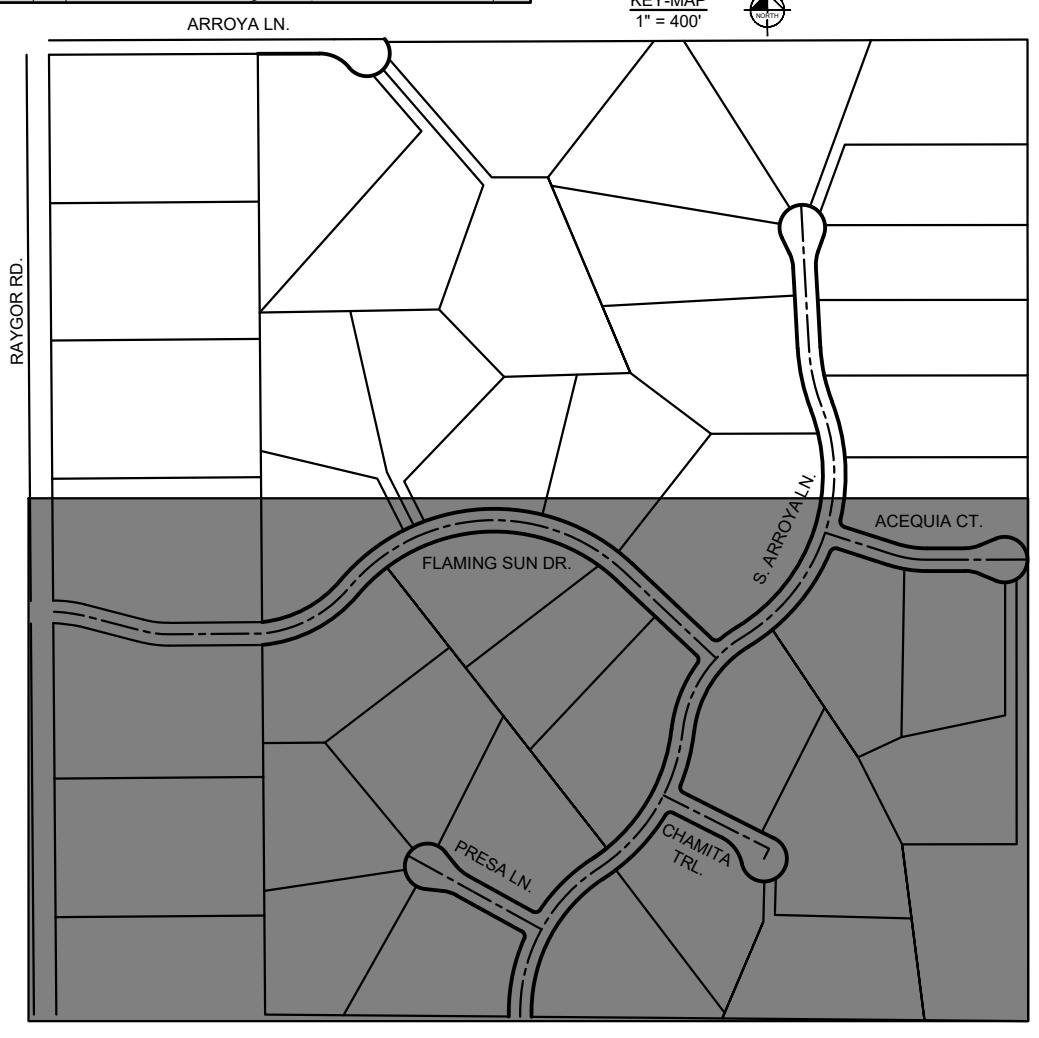 KEY-MAP
1" = 400'
NORTH
ARROYA LN.
RAYGOR RD.
S. ARROYA LN.
ACEQUIA CT.
FLAMING SUN DR.
PRESA LN.
CHAMITA
TRL.